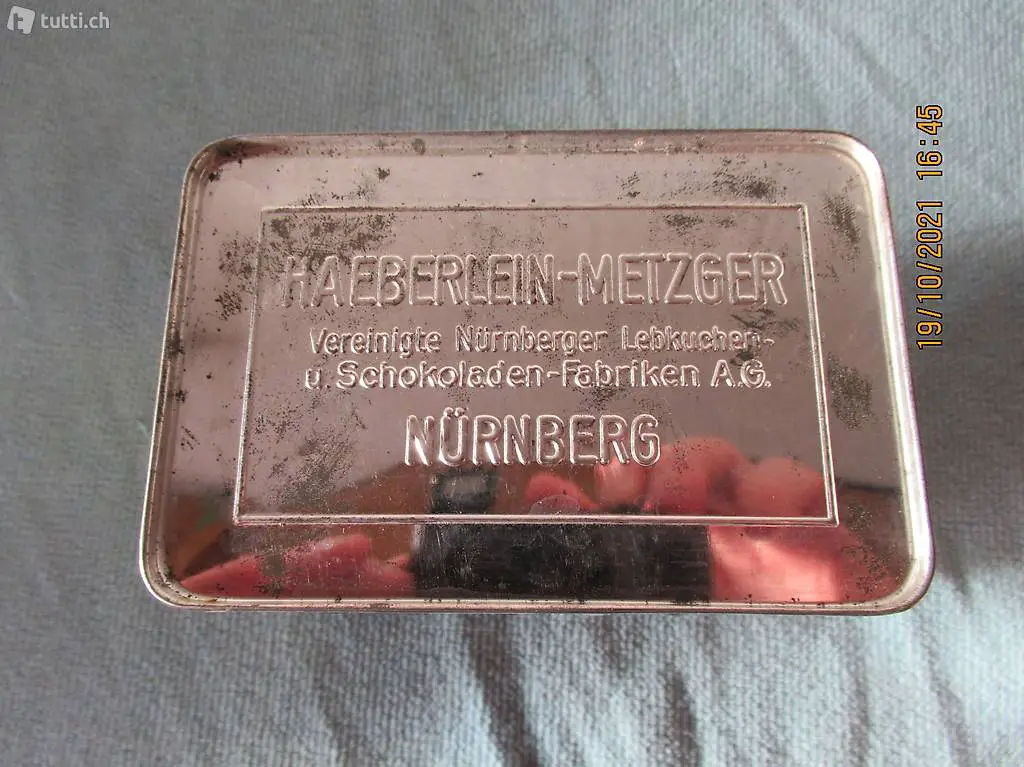 tutti.ch
HAEBERLEIN-METZGER
Vereinigte Nürnberger Lebkuchen-
u. Schokoladen-Fabriken A.G.
NÜRNBERG
19/10/2021 16:45